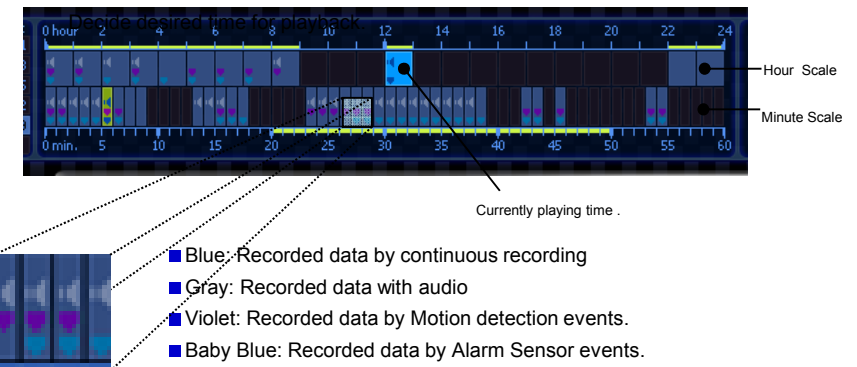 Decide desired time for playback.
0 hour 2 4 6 8 10 12 14 16 18 20 22 24
Hour Scale
Minute Scale
0 min. 5 10 15 20 25 30 35 40 45 50 55 60
Currently playing time .
Blue: Recorded data by continuous recording
Gray: Recorded data with audio
Violet: Recorded data by Motion detection events.
Baby Blue: Recorded data by Alarm Sensor events.